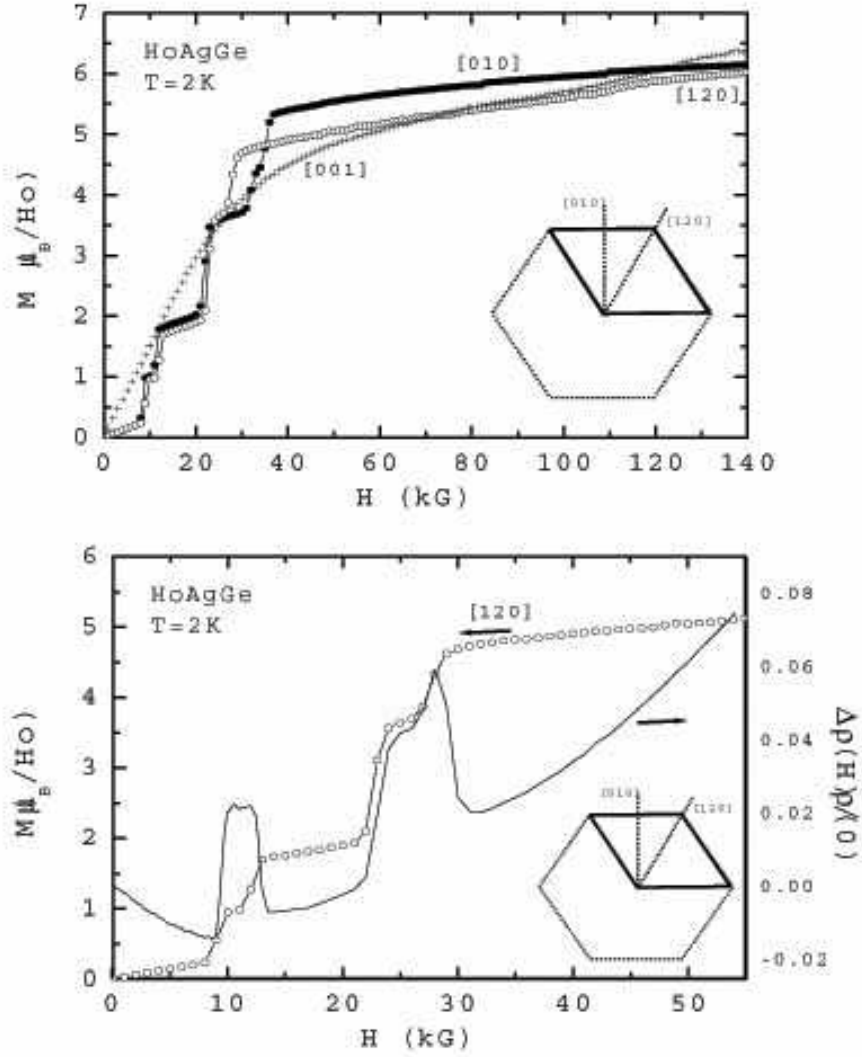 6
5
4
3
2
1
0
M μB/Ho
HoAgGe
T=2K
[010]
[120]
[001]
[010]
[120]
0 20 40 60 80 100 120 140
H (kG)
6
5
4
3
2
1
0
MμB/Ho
HoAgGe
T=2K
[120]
[010]
[120]
0.08
0.06
0.04
0.02
0.00
-0.02
Δρ(H)ρ/(0)
0 10 20 30 40 50
H (kG)